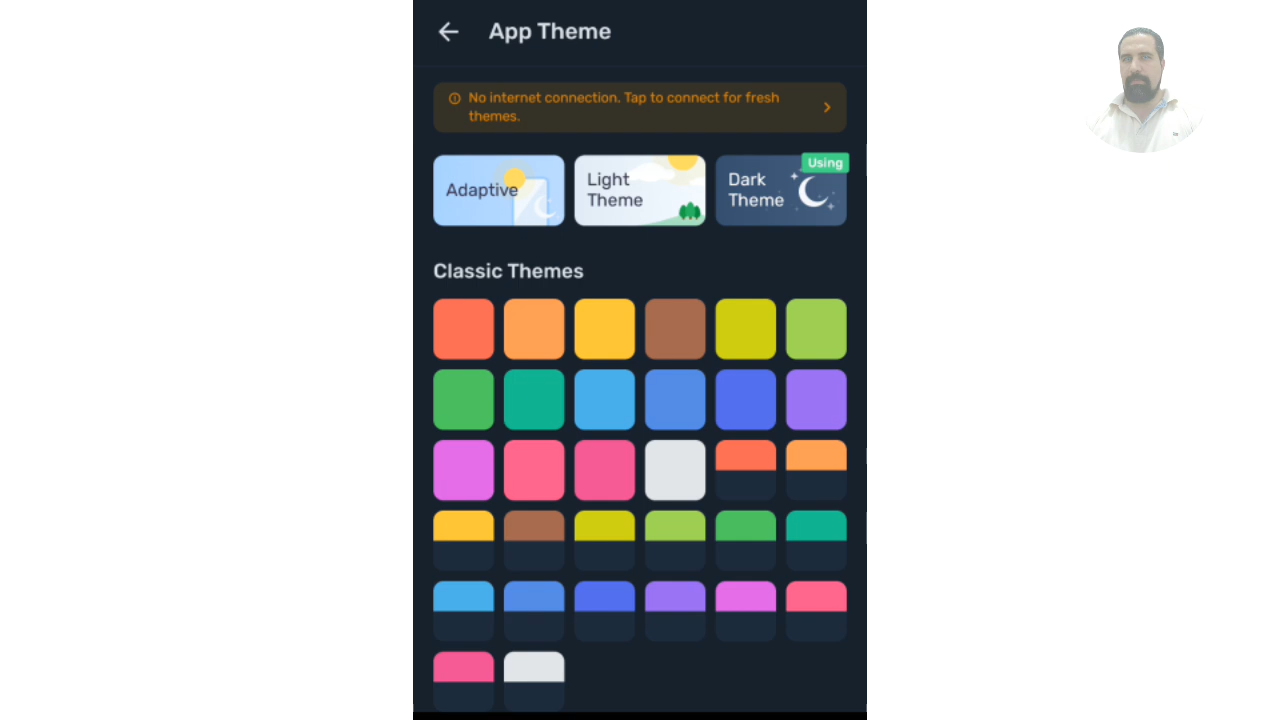 App Theme
No internet connection. Tap to connect for fresh
themes.
Adaptive
Light
Theme
Using
Dark
Theme
Classic Themes